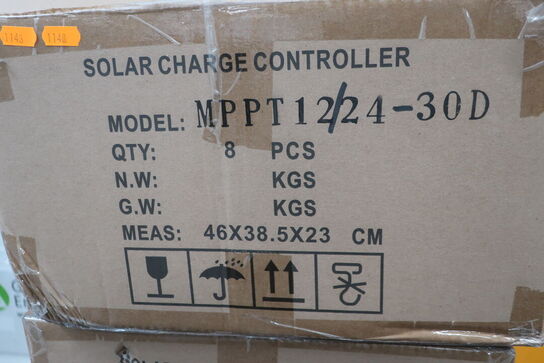 1148 1148
SOLAR CHARGE CONTROLLER
MODEL: MPPT12/24-30D
QTY: 8 PCS
N.W: KGS
G.W: KGS
MEAS: 46X38.5X23 CM